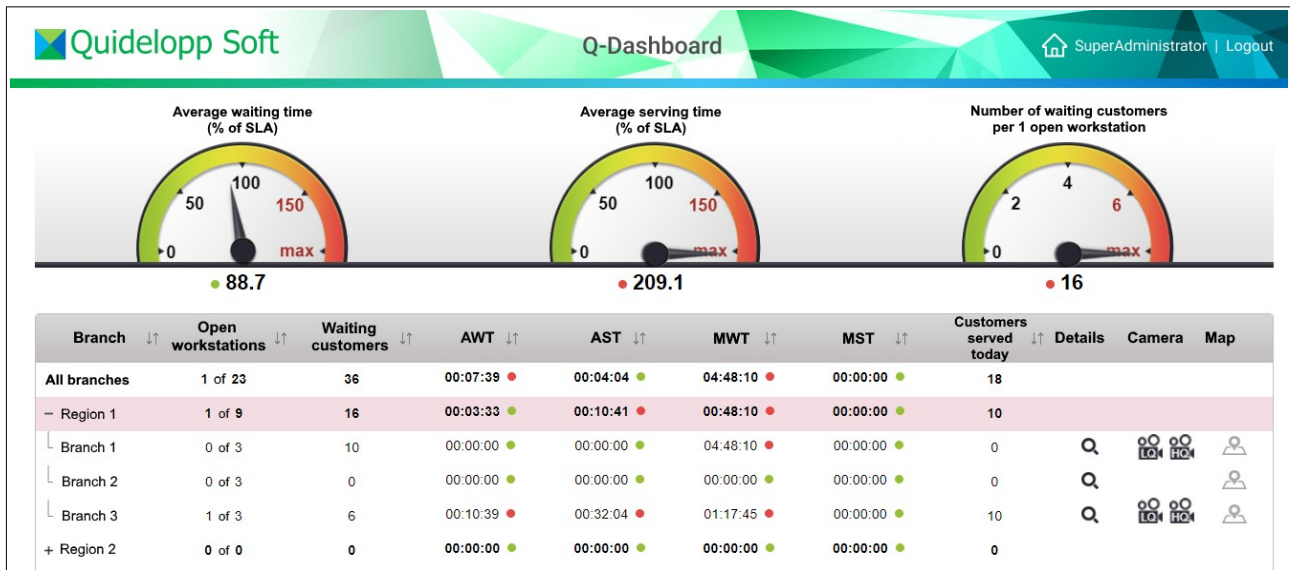 Quidelopp Soft
Q-Dashboard
SuperAdministrator | Logout
Average waiting time
(% of SLA)
0 50 100 150 max
88.7
Average serving time
(% of SLA)
0 50 100 150 max
209.1
Number of waiting customers
per 1 open workstation
0 2 4 6 max
16
Branch ↓↑ Open workstations ↓↑ Waiting customers ↓↑ AWT ↓↑ AST ↓↑ MWT ↓↑ MST ↓↑ Customers served today ↓↑ Details Camera Map
All branches 1 of 23 36 00:07:39 00:04:04 04:48:10 00:00:00 18
− Region 1 1 of 9 16 00:03:33 00:10:41 00:48:10 00:00:00 10
Branch 1 0 of 3 10 00:00:00 00:00:00 04:48:10 00:00:00 0 LQ HQ
Branch 2 0 of 3 0 00:00:00 00:00:00 00:00:00 00:00:00 0
Branch 3 1 of 3 6 00:10:39 00:32:04 01:17:45 00:00:00 10 LQ HQ
+ Region 2 0 of 0 0 00:00:00 00:00:00 00:00:00 00:00:00 0